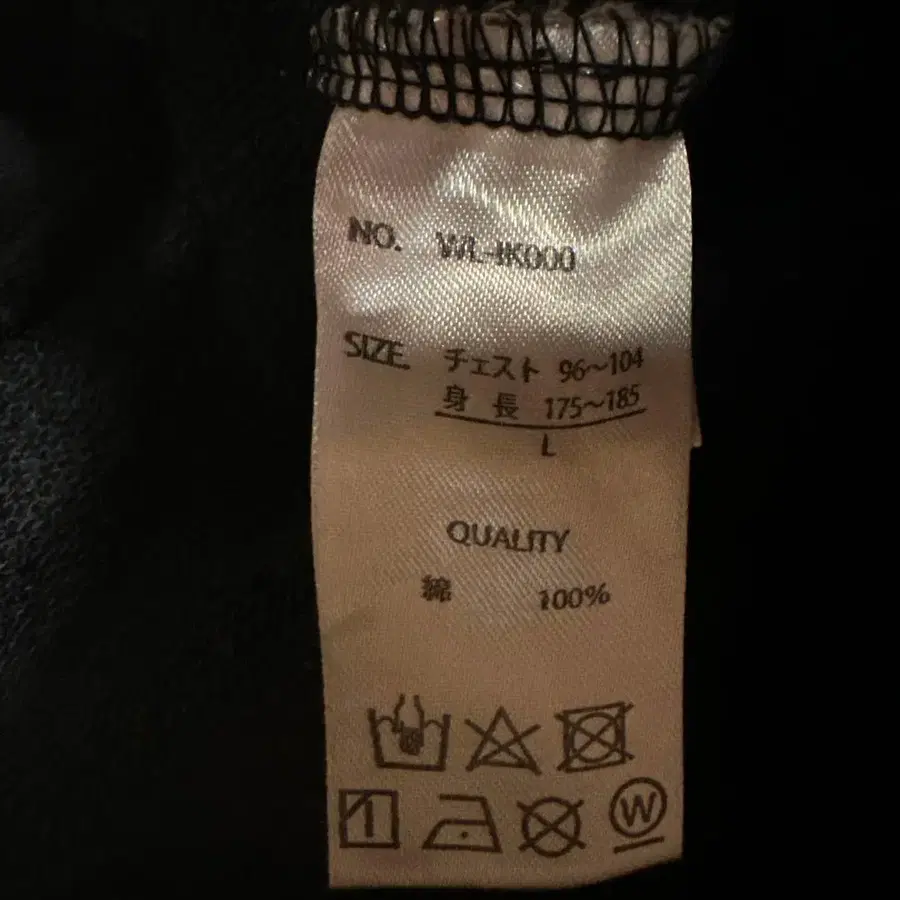 NO. WL-IK000
SIZE チェスト 96～104
身長 175～185
L
QUALITY
綿 100%
W